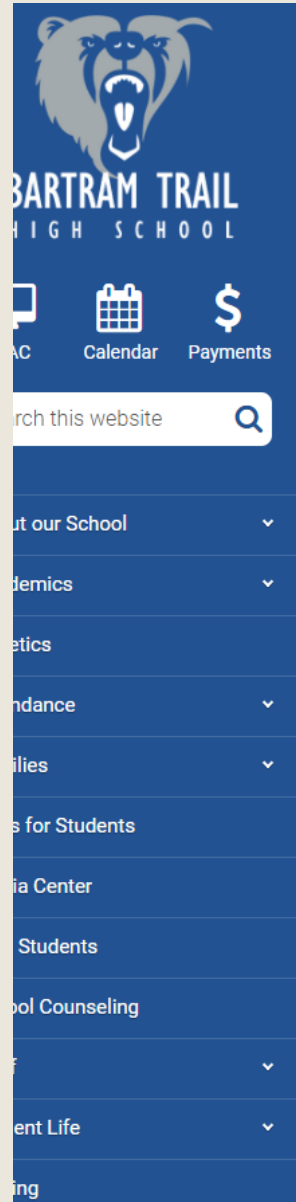 BARTRAM TRAIL
HIGH SCHOOL
AC Calendar Payments
rch this website
ut our School
demics
etics
ndance
ilies
s for Students
ia Center
Students
ool Counseling
f
ent Life
ing